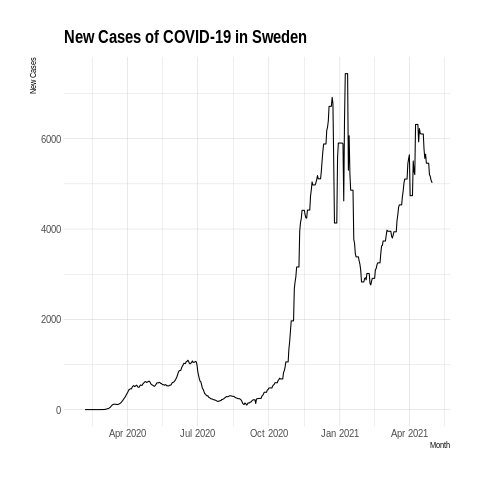 New Cases of COVID-19 in Sweden
New Cases
6000
4000
2000
0
Apr 2020 Jul 2020 Oct 2020 Jan 2021 Apr 2021
Month